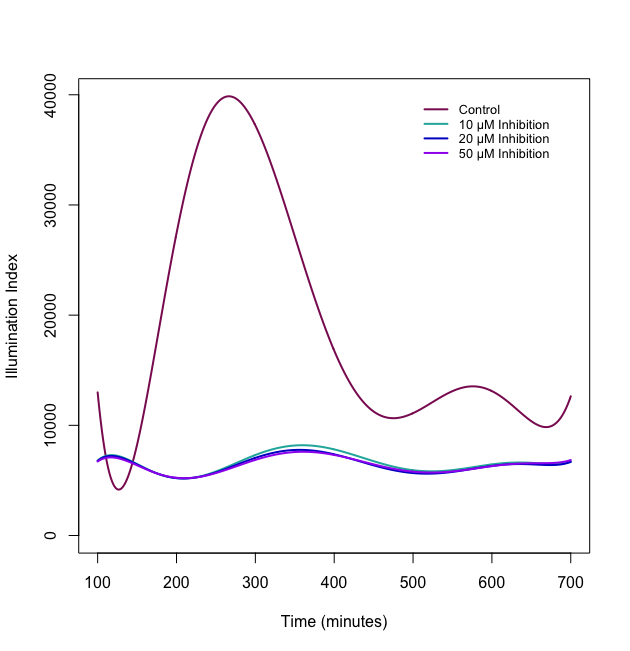 Control
10 µM Inhibition
20 µM Inhibition
50 µM Inhibition
40000
30000
20000
10000
0
Illumination Index
100 200 300 400 500 600 700
Time (minutes)